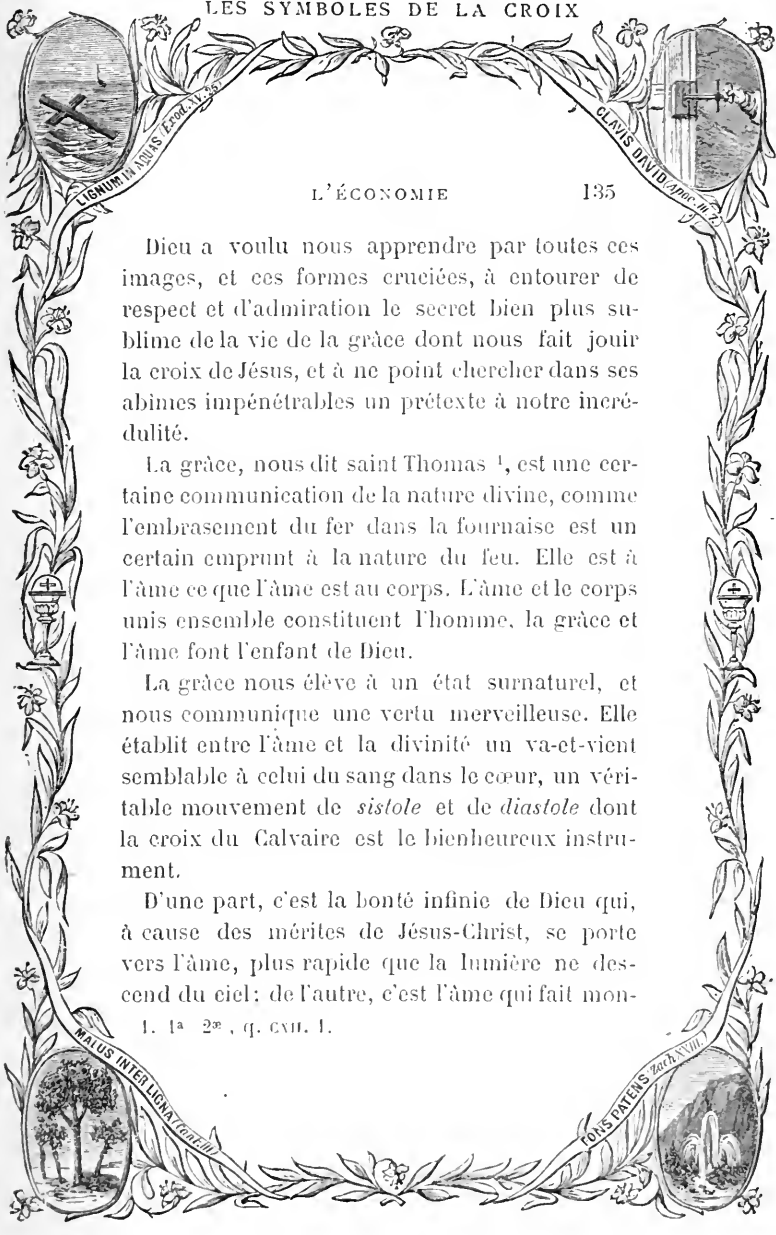 LES SYMBOLES DE LA CROIX
LIGNUM IN AQUAS (Exod. XV. 25)
CLAVIS DAVID (Apoc. III. 7.)
L'ÉCONOMIE 135
Dieu a voulu nous apprendre par toutes ces
images, et ces formes cruciées, à entourer de
respect et d'admiration le secret bien plus su-
blime de la vie de la grâce dont nous fait jouir
la croix de Jésus, et à ne point chercher dans ses
abîmes impénétrables un prétexte à notre incré-
dulité.
La grâce, nous dit saint Thomas ¹, est une cer-
taine communication de la nature divine, comme
l'embrasement du fer dans la fournaise est un
certain emprunt à la nature du feu. Elle est à
l'âme ce que l'âme est au corps. L'âme et le corps
unis ensemble constituent l'homme, la grâce et
l'âme font l'enfant de Dieu.
La grâce nous élève à un état surnaturel, et
nous communique une vertu merveilleuse. Elle
établit entre l'âme et la divinité un va-et-vient
semblable à celui du sang dans le cœur, un véri-
table mouvement de sistole et de diastole dont
la croix du Calvaire est le bienheureux instru-
ment.
D'une part, c'est la bonté infinie de Dieu qui,
à cause des mérites de Jésus-Christ, se porte
vers l'âme, plus rapide que la lumière ne des-
cend du ciel: de l'autre, c'est l'âme qui fait mon-
1. 1ª 2æ , q. CXII. 1.
MALUS INTER LIGNA
FONS PATENS (Zach XVIII.)